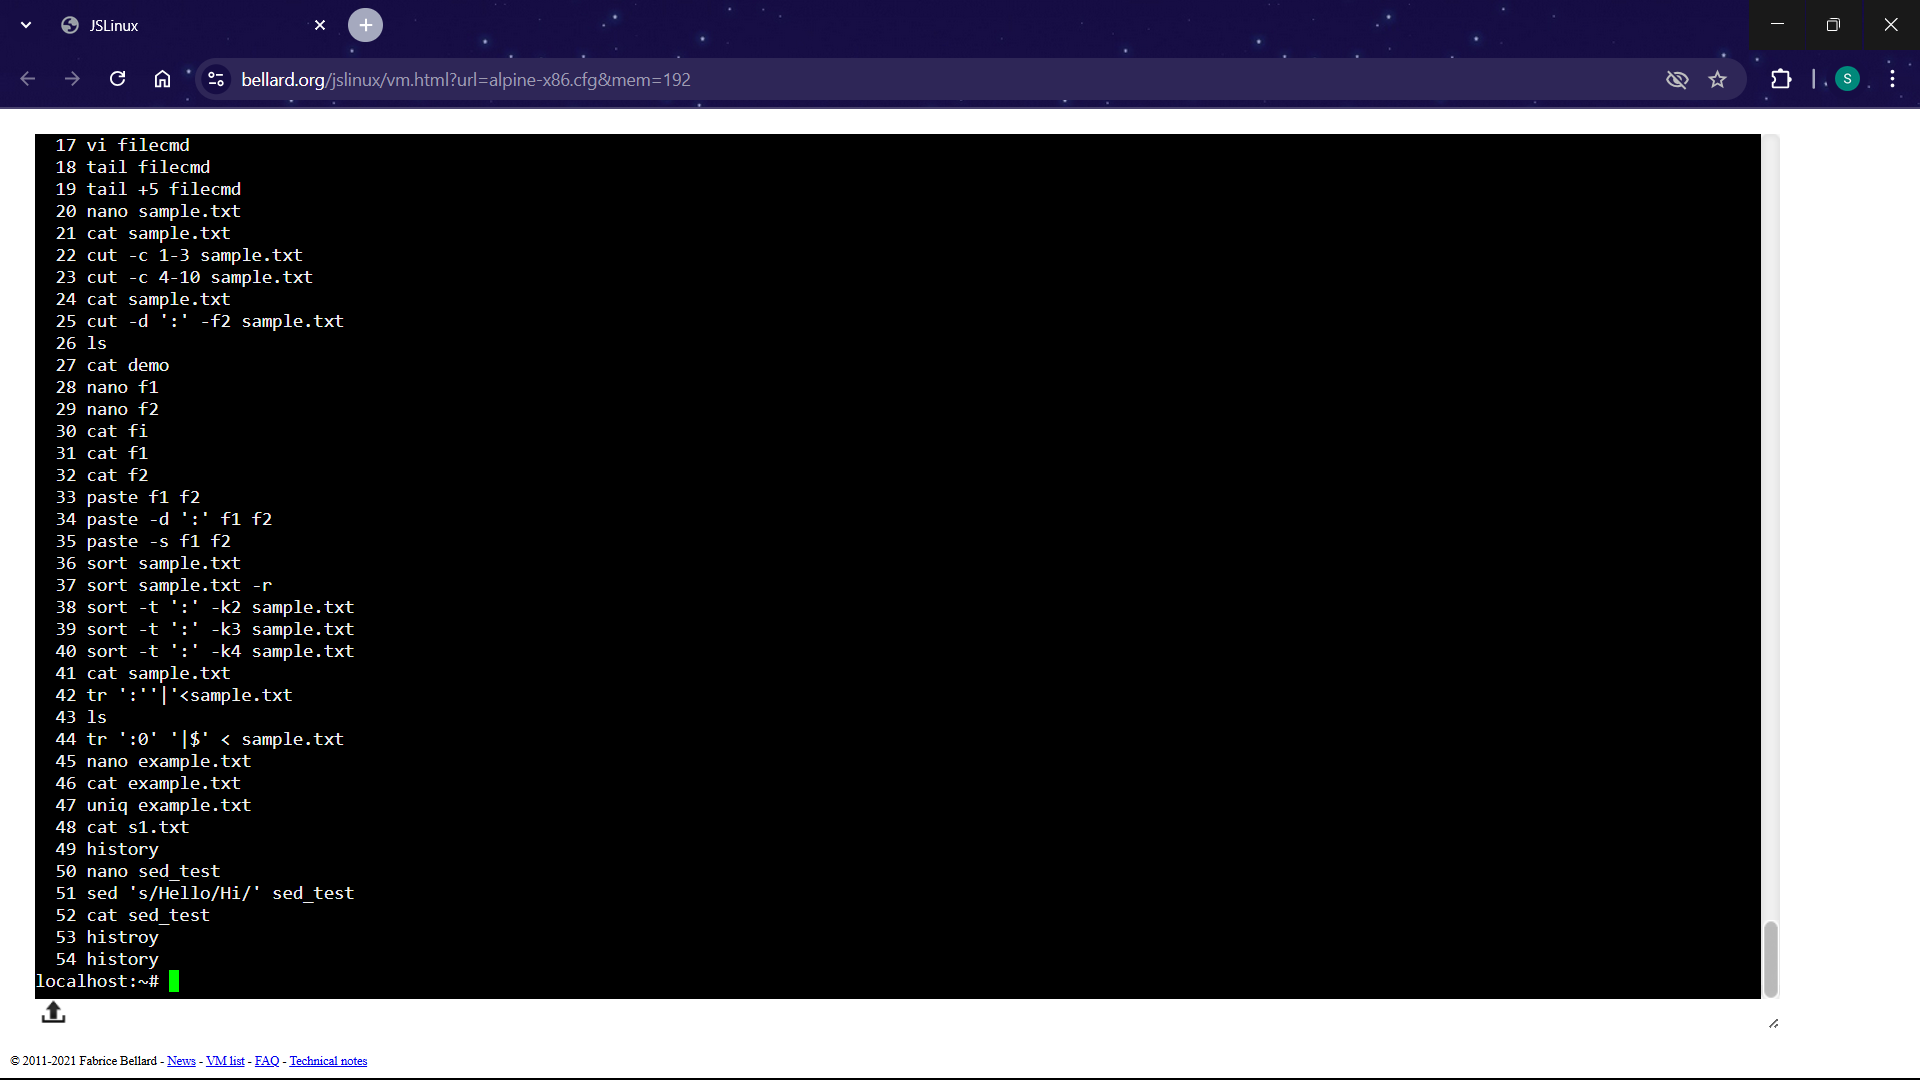 JSLinux
bellard.org/jslinux/vm.html?url=alpine-x86.cfg&mem=192
S
17 vi filecmd
18 tail filecmd
19 tail +5 filecmd
20 nano sample.txt
21 cat sample.txt
22 cut -c 1-3 sample.txt
23 cut -c 4-10 sample.txt
24 cat sample.txt
25 cut -d ':' -f2 sample.txt
26 ls
27 cat demo
28 nano f1
29 nano f2
30 cat fi
31 cat f1
32 cat f2
33 paste f1 f2
34 paste -d ':' f1 f2
35 paste -s f1 f2
36 sort sample.txt
37 sort sample.txt -r
38 sort -t ':' -k2 sample.txt
39 sort -t ':' -k3 sample.txt
40 sort -t ':' -k4 sample.txt
41 cat sample.txt
42 tr ':''|'<sample.txt
43 ls
44 tr ':0' '|$' < sample.txt
45 nano example.txt
46 cat example.txt
47 uniq example.txt
48 cat s1.txt
49 history
50 nano sed_test
51 sed 's/Hello/Hi/' sed_test
52 cat sed_test
53 histroy
54 history
localhost:~#
© 2011-2021 Fabrice Bellard - News - VM list - FAQ - Technical notes